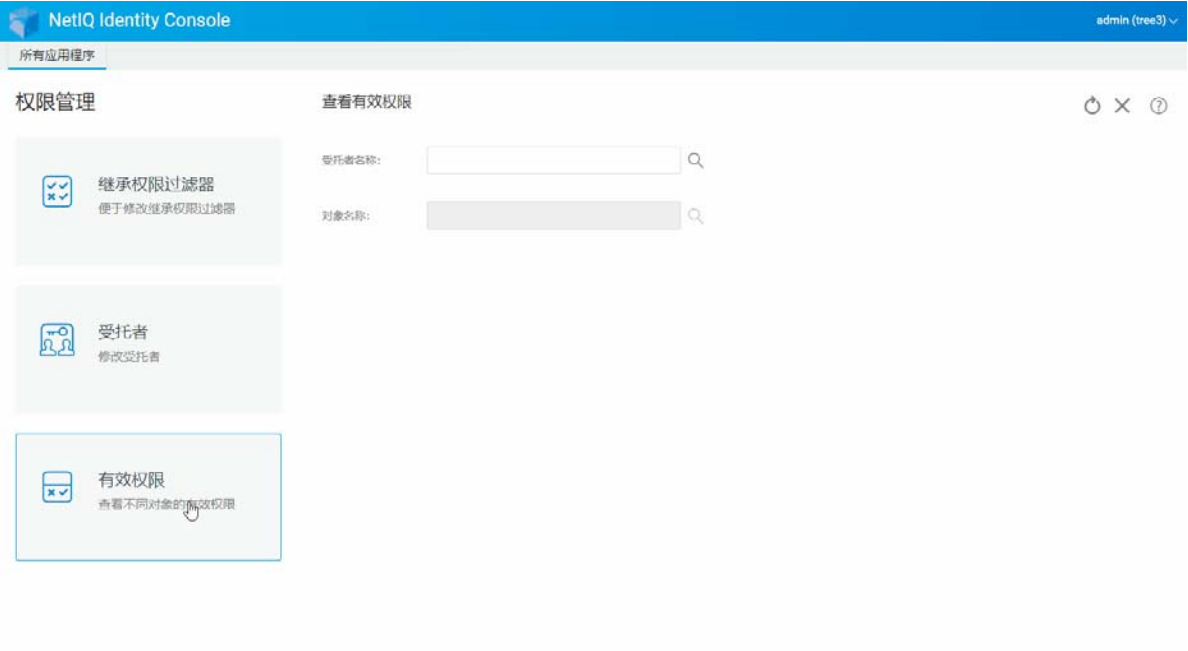 NetIQ Identity Console
admin (tree3)
所有应用程序
权限管理
查看有效权限
继承权限过滤器
便于修改继承权限过滤器
受托者名称:
对象名称:
受托者
修改受托者
有效权限
查看不同对象的有效权限